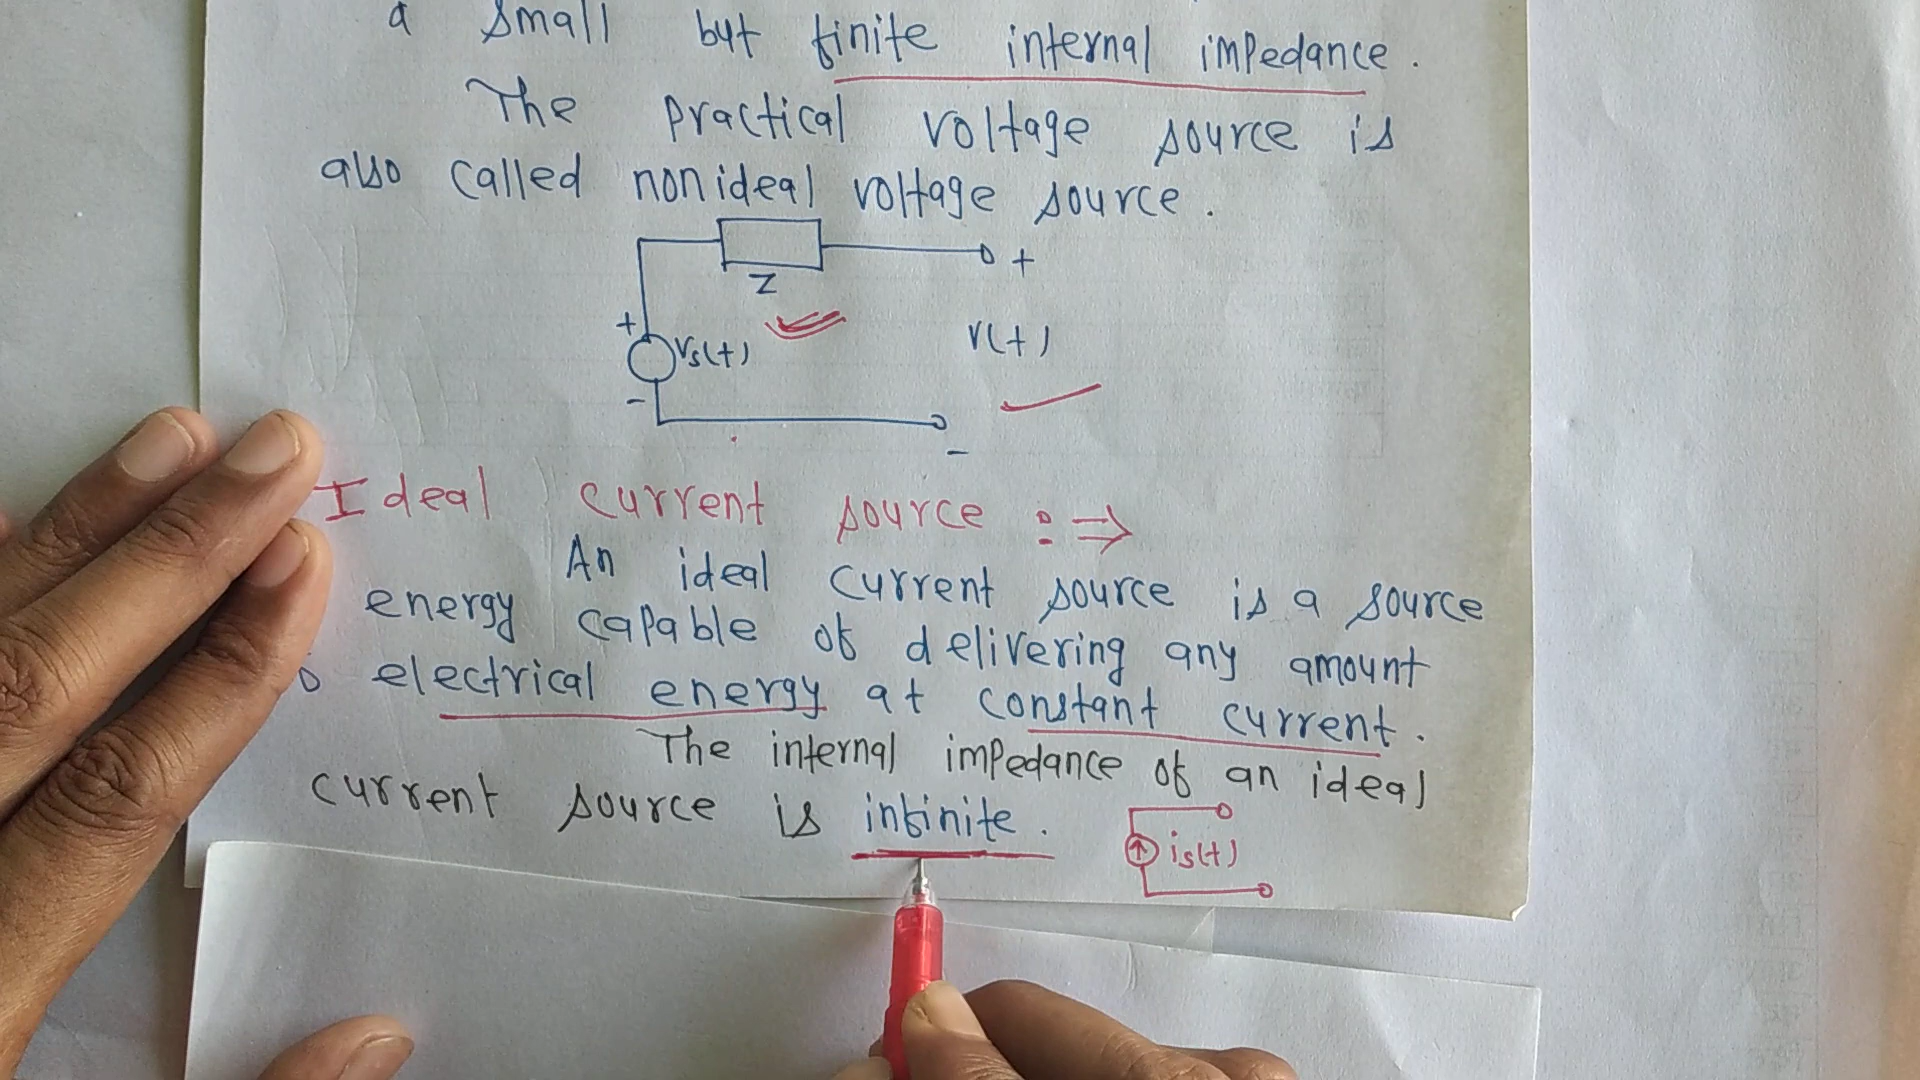 a small but finite internal impedance.
The practical voltage source is
also called nonideal voltage source.
+
Z
+
Vs(t)
V(t)
-
-
Ideal current source :⇒
An ideal current source is a source
energy capable of delivering any amount
electrical energy at constant current.
The internal impedance of an ideal
current source is infinite.
is(t)